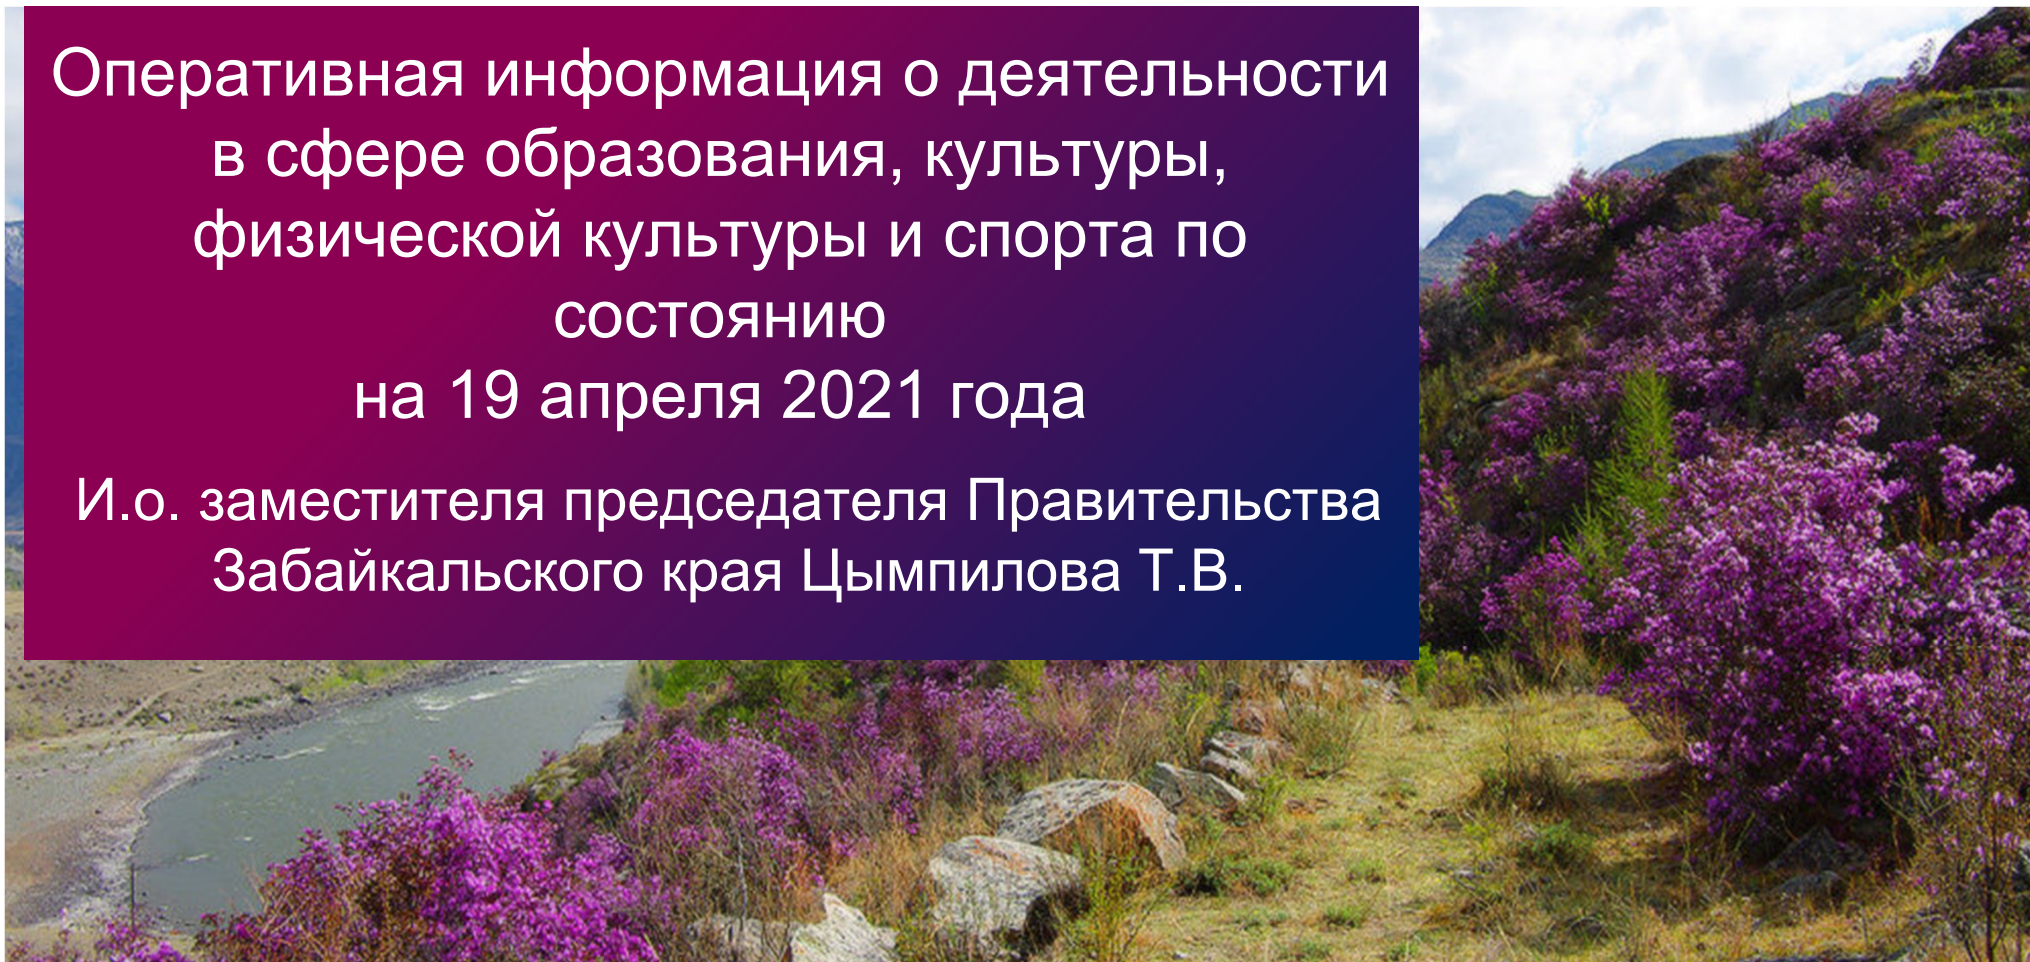 Оперативная информация о деятельности
в сфере образования, культуры,
физической культуры и спорта по
состоянию
на 19 апреля 2021 года
И.о. заместителя председателя Правительства
Забайкальского края Цымпилова Т.В.